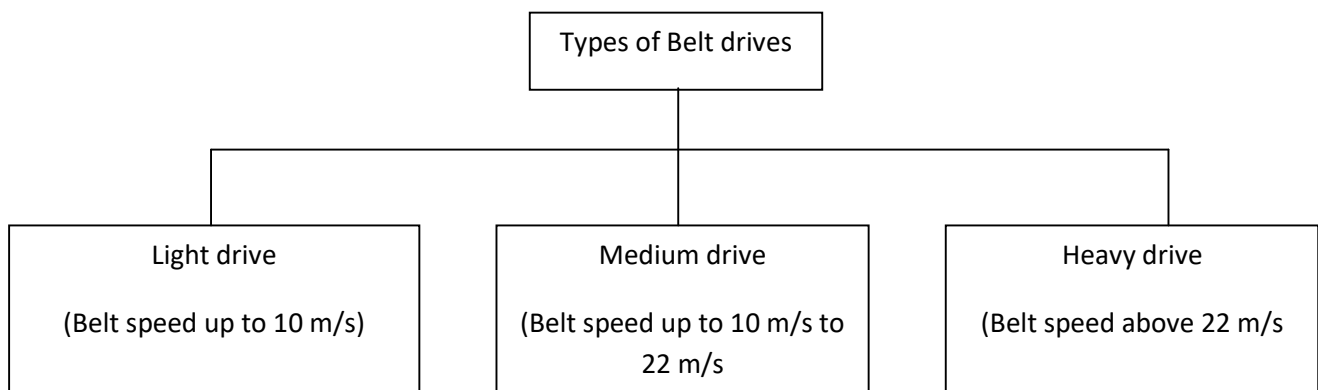 Types of Belt drives
Light drive
(Belt speed up to 10 m/s)
Medium drive
(Belt speed up to 10 m/s to
22 m/s
Heavy drive
(Belt speed above 22 m/s